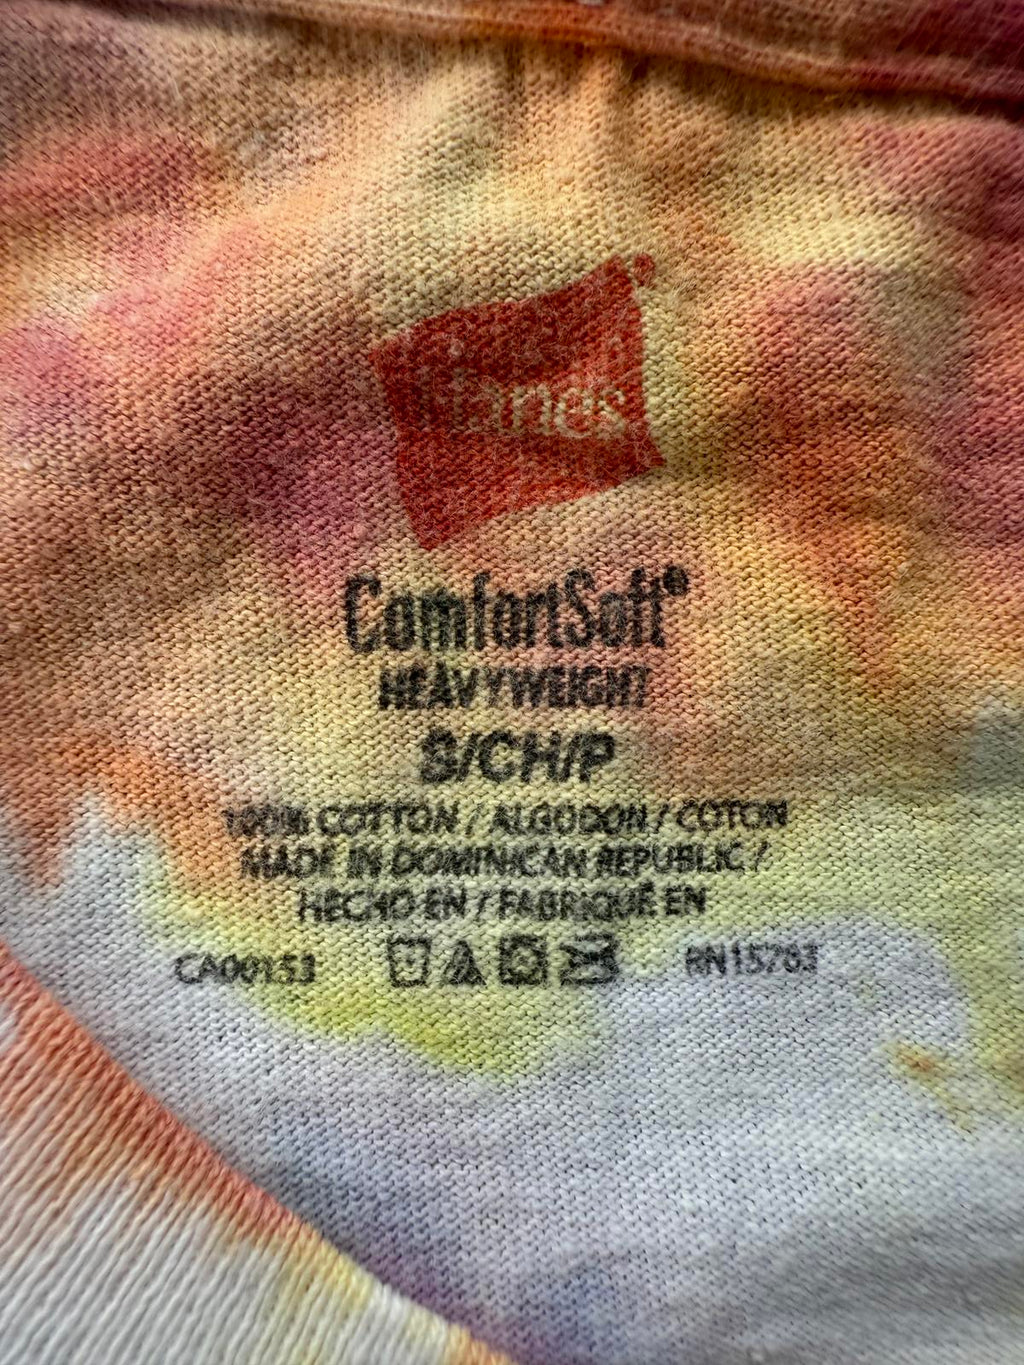 Hanes®
ComfortSoft®
HEAVYWEIGHT
S/CH/P
100% COTTON / ALGODON / COTON
MADE IN DOMINICAN REPUBLIC /
HECHO EN / FABRIQUÉ EN
CA00153 RN15763